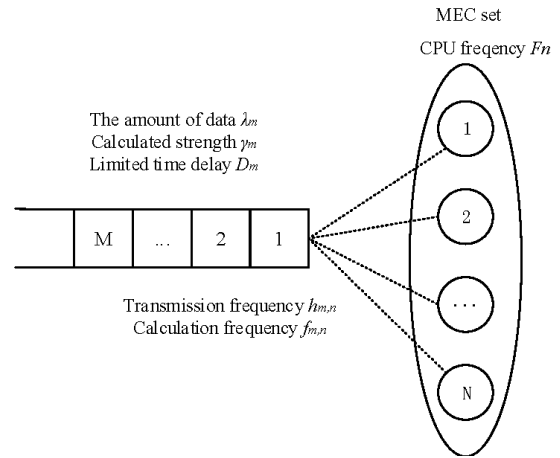 MEC set
CPU freqency Fn
The amount of data λm
Calculated strength γm
Limited time delay Dm
M ... 2 1
Transmission frequency hm,n
Calculation frequency fm,n
1
2
...
N